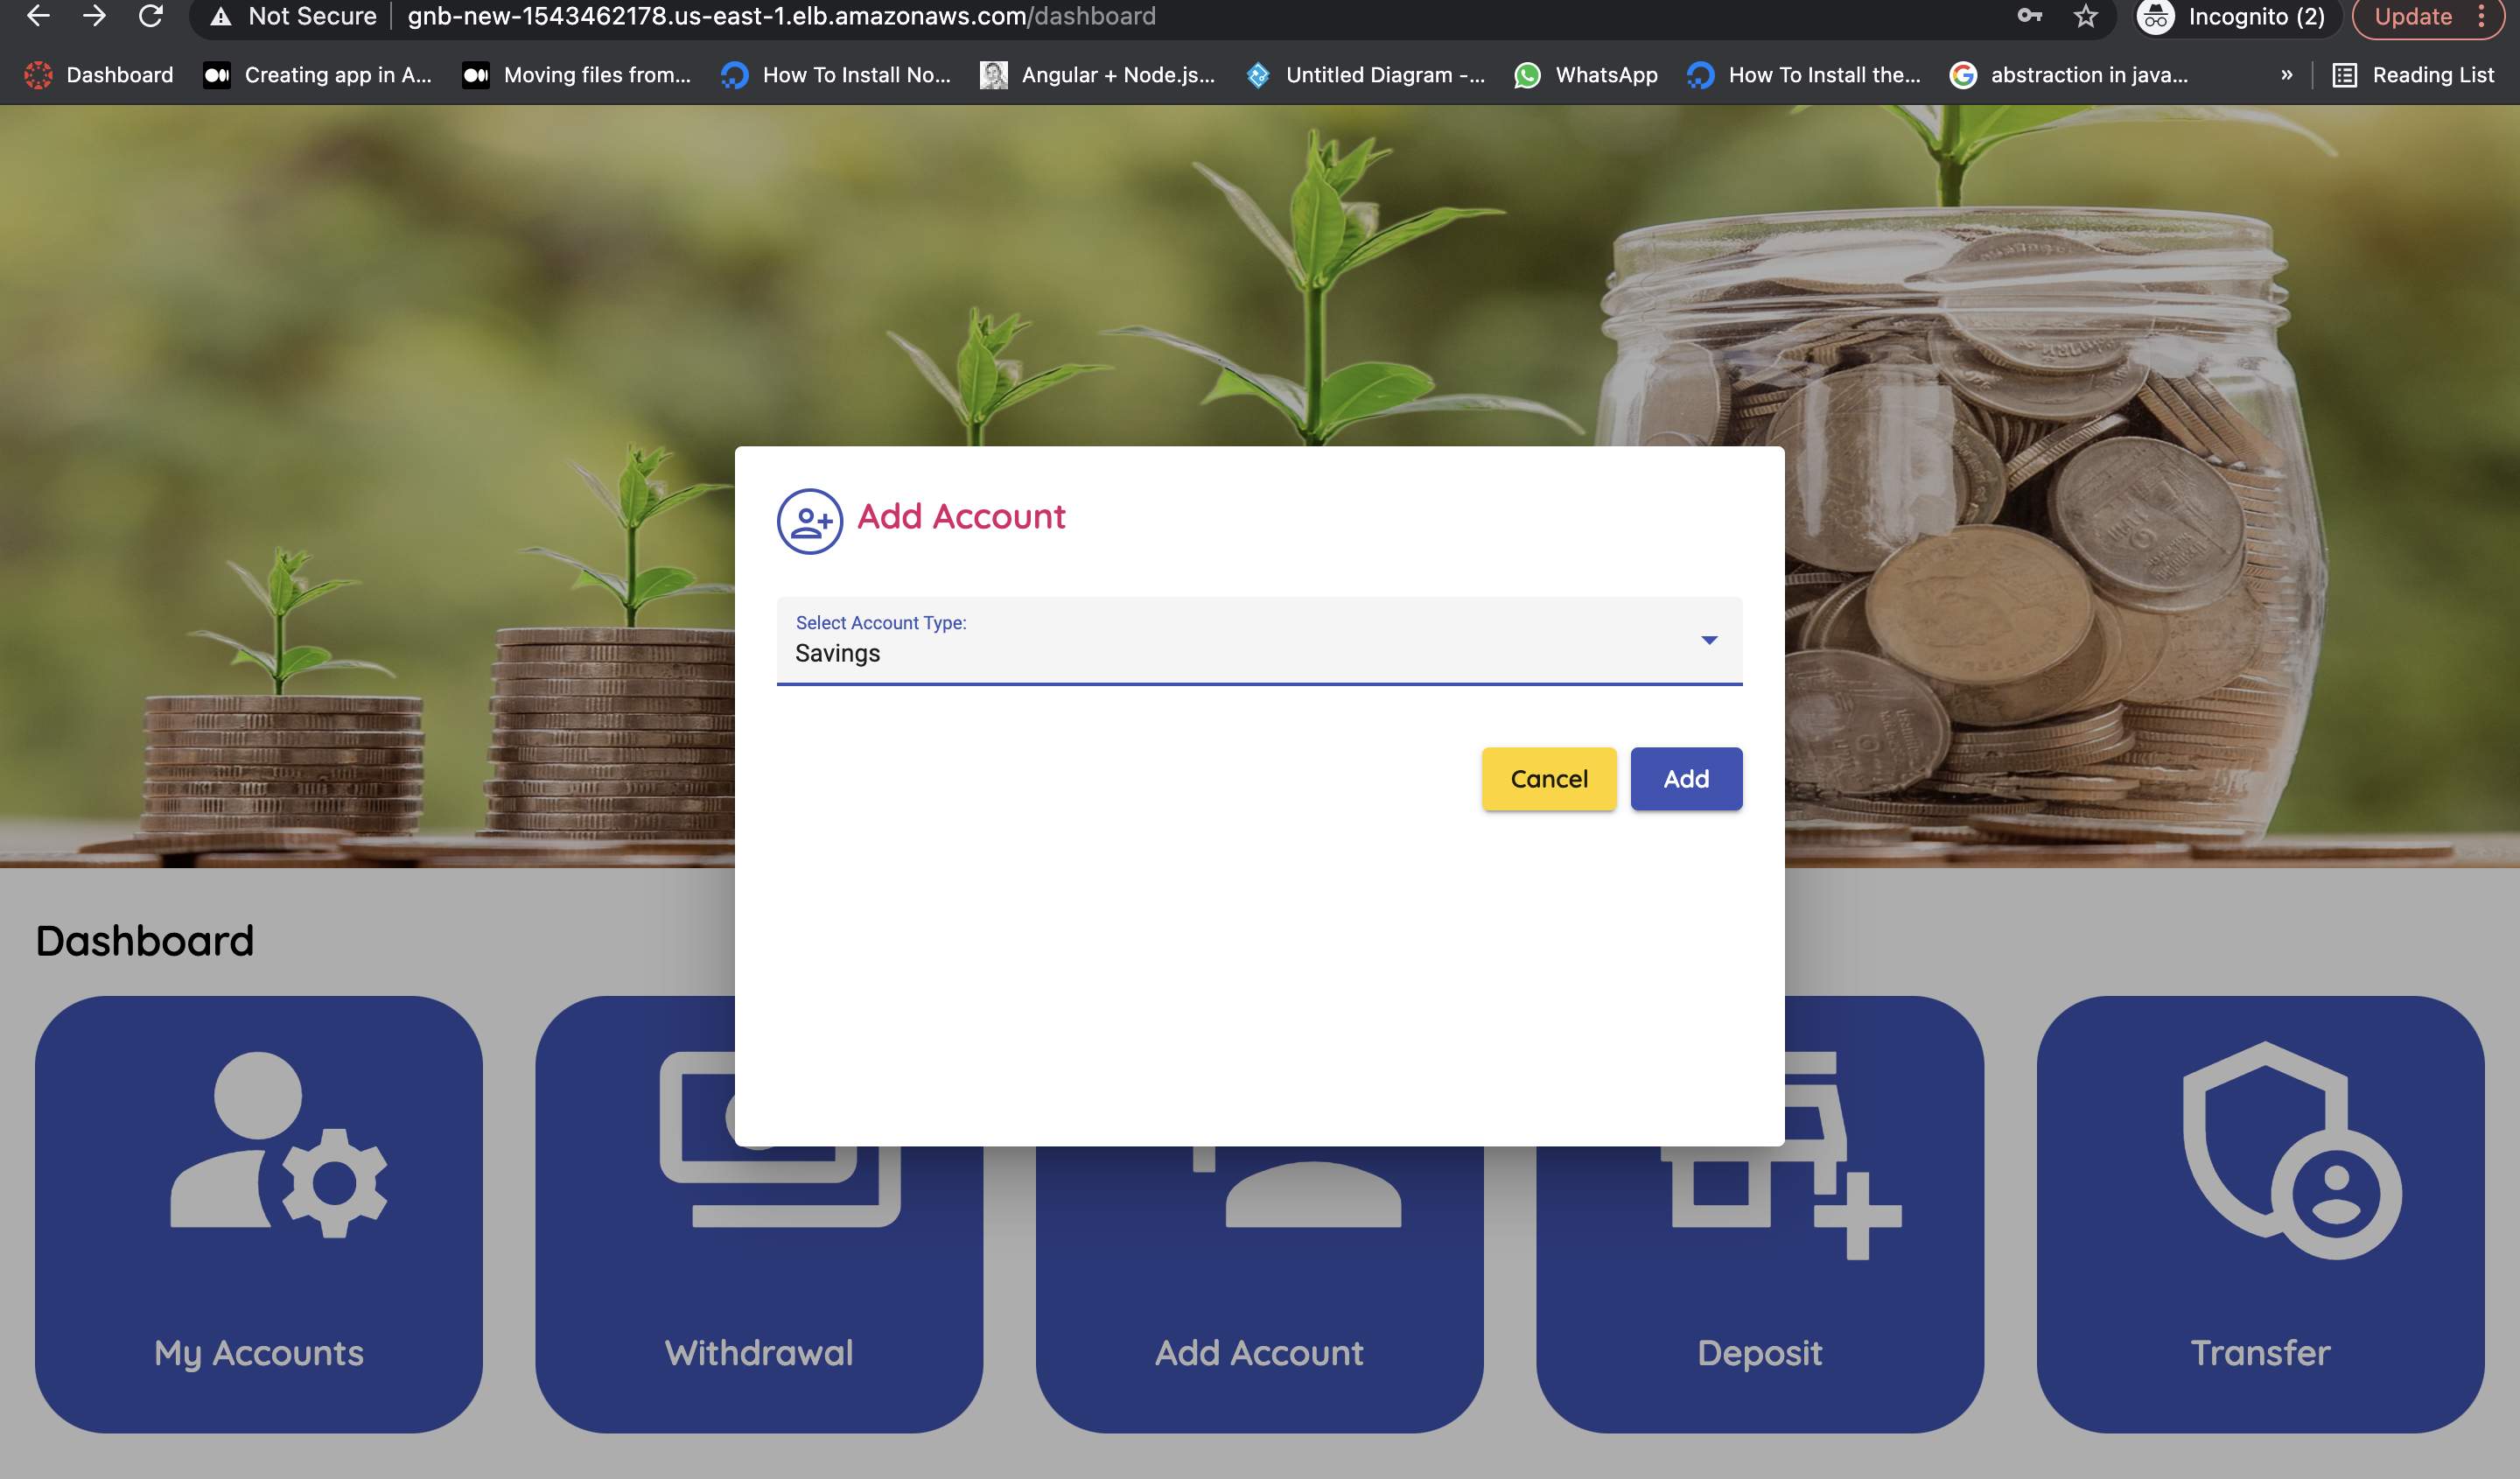 Not Secure gnb-new-1543462178.us-east-1.elb.amazonaws.com/dashboard Incognito (2) Update
Dashboard Creating app in A... Moving files from... How To Install No... Angular + Node.js... Untitled Diagram -... WhatsApp How To Install the... abstraction in java... » Reading List
Add Account
Select Account Type:
Savings
Cancel Add
Dashboard
My Accounts Withdrawal Add Account Deposit Transfer